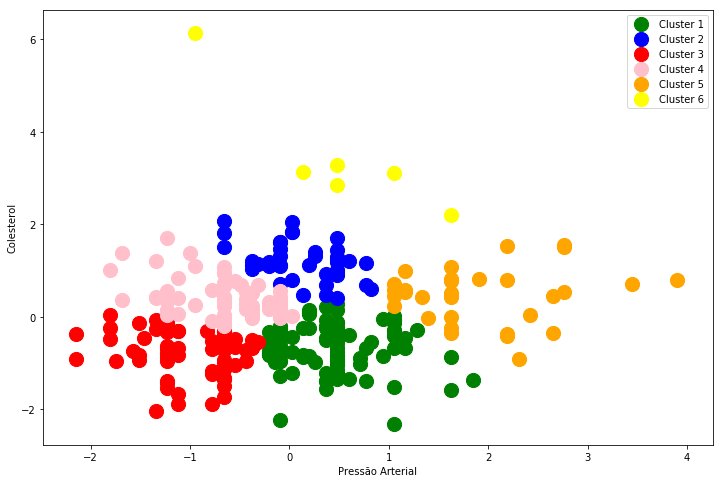 Cluster 1
Cluster 2
Cluster 3
Cluster 4
Cluster 5
Cluster 6
6
4
2
0
−2
Colesterol
−2 −1 0 1 2 3 4
Pressão Arterial